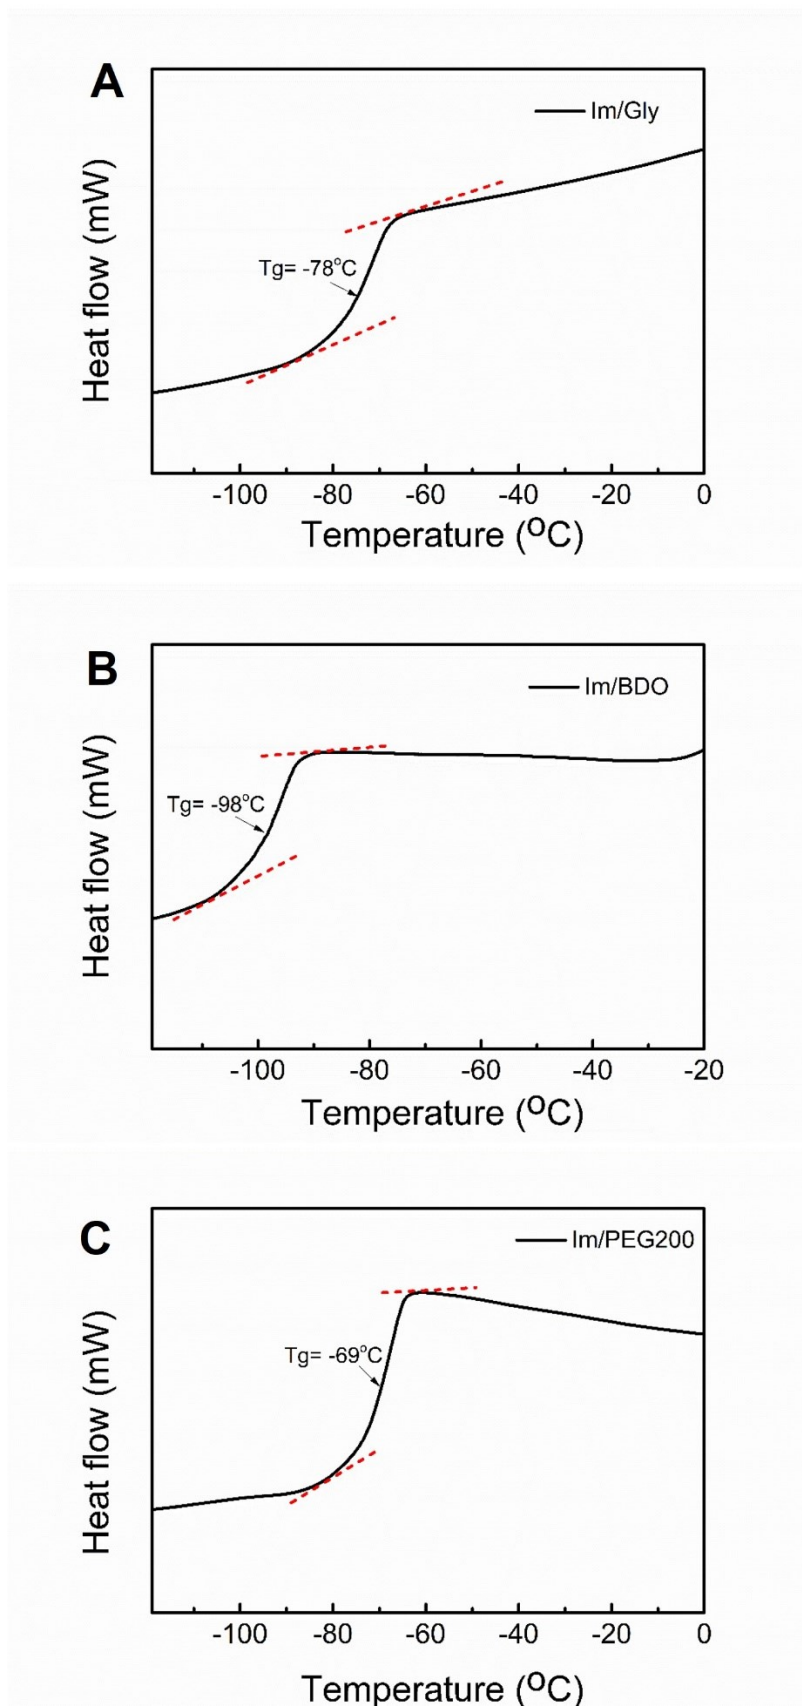 A
Im/Gly
Heat flow (mW)
Tg= -78°C
-100 -80 -60 -40 -20 0
Temperature (°C)
B
Im/BDO
Heat flow (mW)
Tg= -98°C
-100 -80 -60 -40 -20
Temperature (°C)
C
Im/PEG200
Heat flow (mW)
Tg= -69°C
-100 -80 -60 -40 -20 0
Temperature (°C)